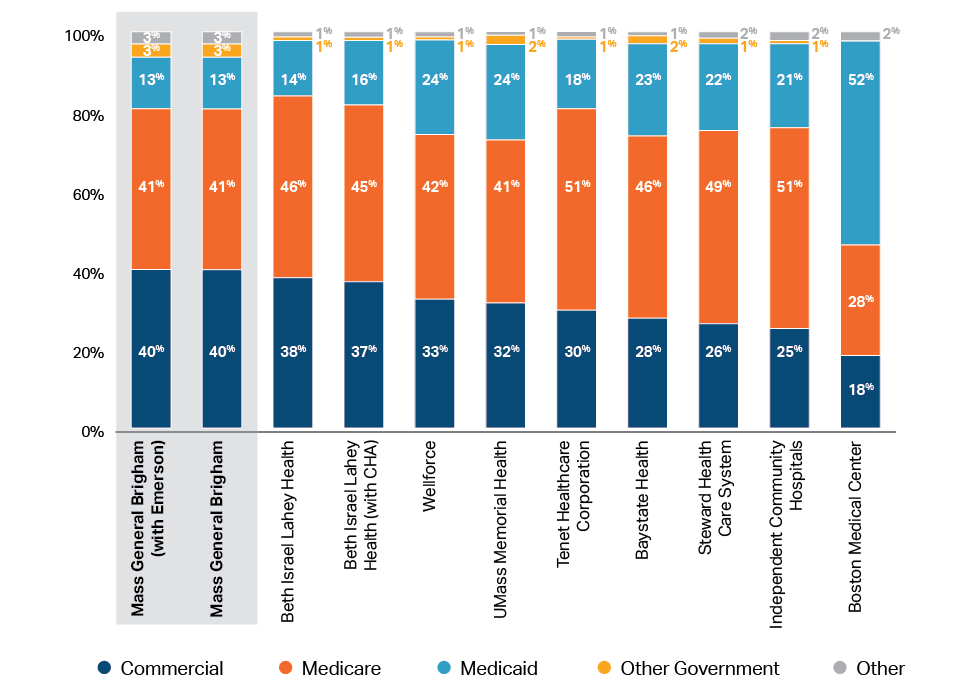 100%
80%
60%
40%
20%
0%
3% 3% 1% 1% 1% 1% 1% 1% 2% 2% 2%
3% 3% 1% 1% 1% 2% 1% 2% 1% 1%
13% 13% 14% 16% 24% 24% 18% 23% 22% 21% 52%
41% 41% 46% 45% 42% 41% 51% 46% 49% 51% 28%
40% 40% 38% 37% 33% 32% 30% 28% 26% 25% 18%
Mass General Brigham
(with Emerson)
Mass General Brigham
Beth Israel Lahey Health
Beth Israel Lahey
Health (with CHA)
Wellforce
UMass Memorial Health
Tenet Healthcare
Corporation
Baystate Health
Steward Health
Care System
Independent Community
Hospitals
Boston Medical Center
Commercial Medicare Medicaid Other Government Other